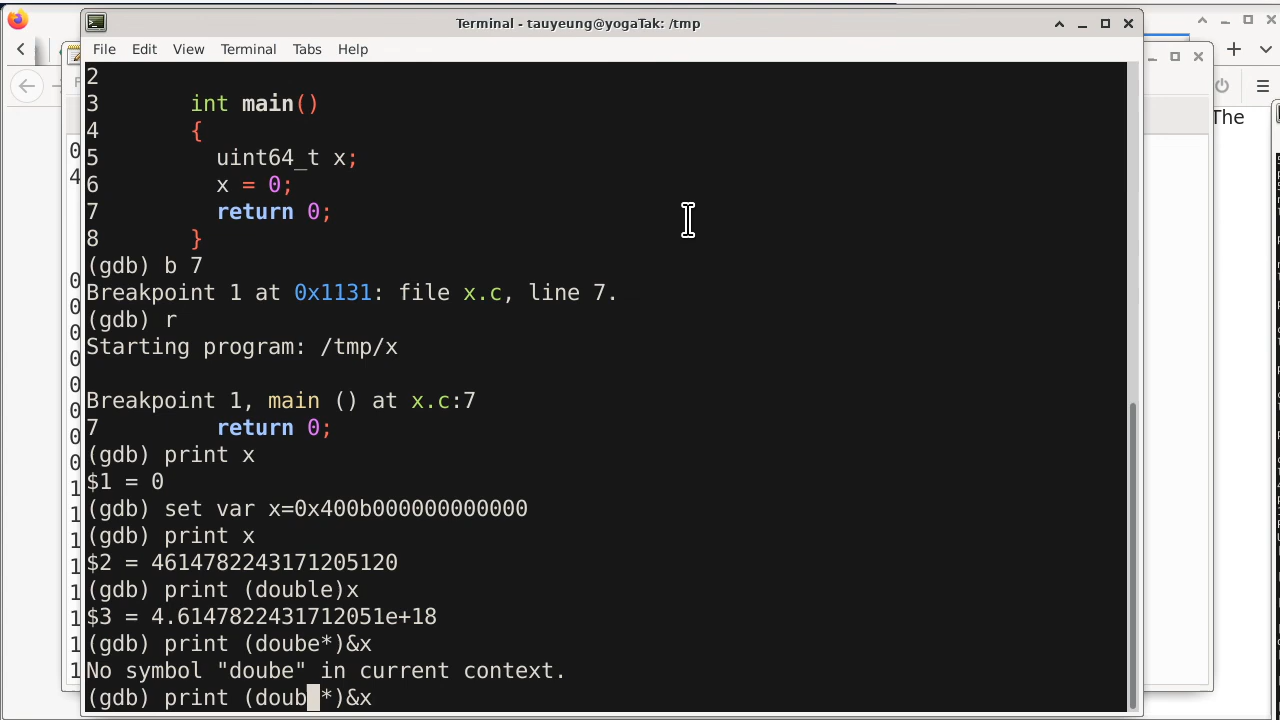 Terminal - tauyeung@yogaTak: /tmp
File Edit View Terminal Tabs Help
The
2
3 int main()
4 {
5 uint64_t x;
6 x = 0;
7 return 0;
8 }
(gdb) b 7
Breakpoint 1 at 0x1131: file x.c, line 7.
(gdb) r
Starting program: /tmp/x
Breakpoint 1, main () at x.c:7
7 return 0;
(gdb) print x
$1 = 0
(gdb) set var x=0x400b000000000000
(gdb) print x
$2 = 4614782243171205120
(gdb) print (double)x
$3 = 4.6147822431712051e+18
(gdb) print (doube*)&x
No symbol "doube" in current context.
(gdb) print (doub *)&x